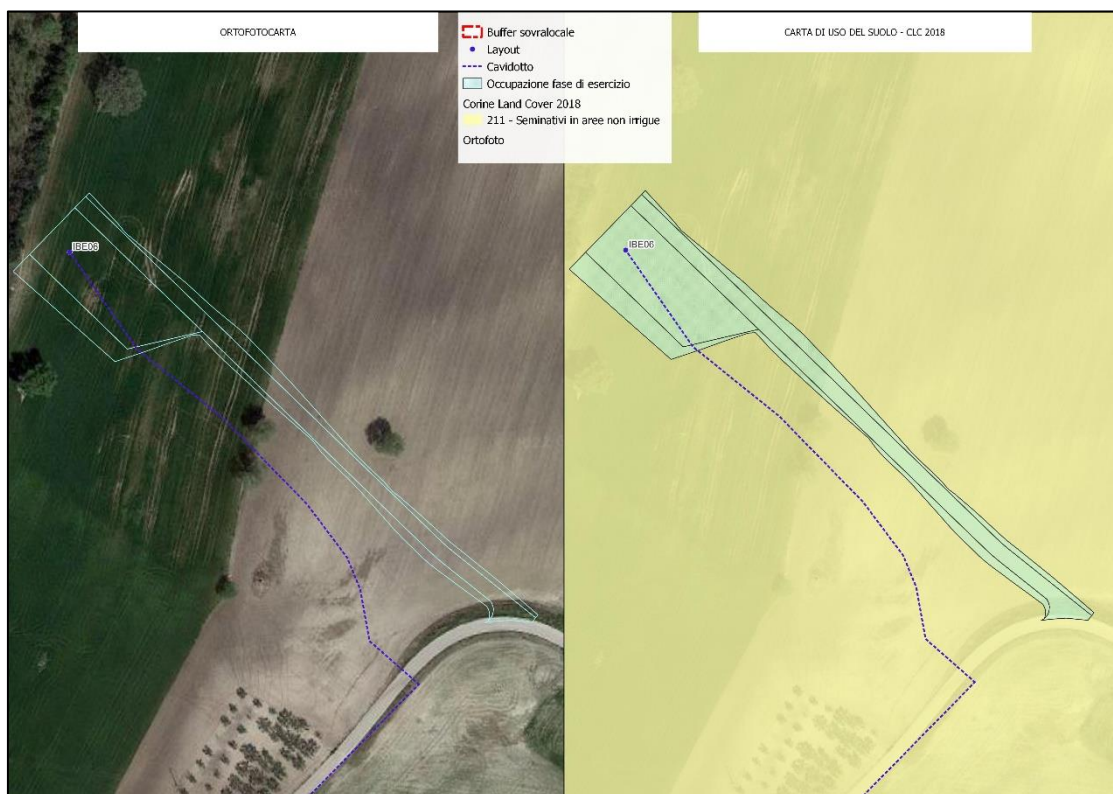 ORTOFOTOCARTA
Buffer sovralocale
Layout
Cavidotto
Occupazione fase di esercizio
Corine Land Cover 2018
211 - Seminativi in aree non irrigue
Ortofoto
CARTA DI USO DEL SUOLO - CLC 2018
IBE06
IBE06